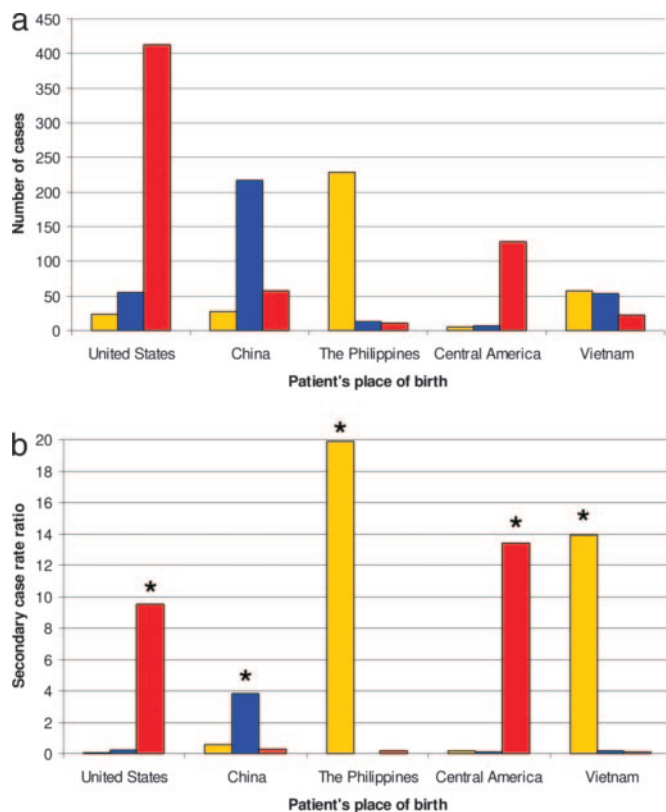 a
450
400
350
300
250
200
150
100
50
0
Number of cases
United States China The Philippines Central America Vietnam
Patient's place of birth
b
20
18
16
14
12
10
8
6
4
2
0
Secondary case rate ratio
* * * * *
United States China The Philippines Central America Vietnam
Patient's place of birth